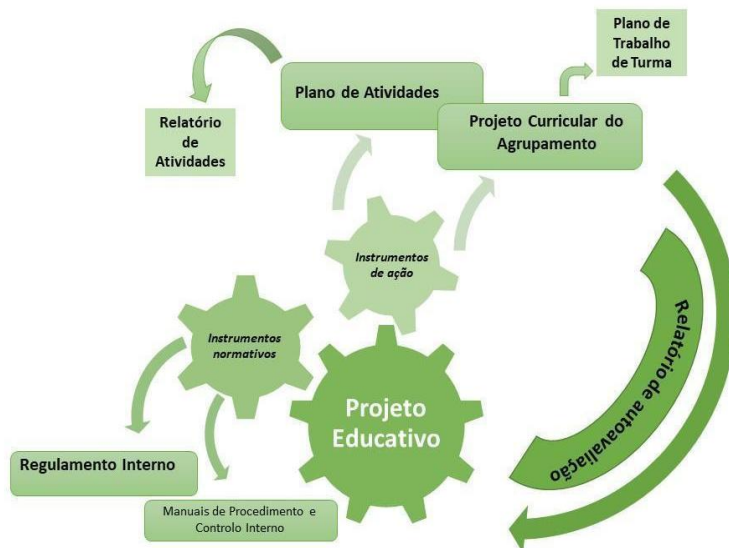 Plano de
Trabalho
de Turma
Plano de Atividades
Projeto Curricular do
Agrupamento
Relatório
de
Atividades
Instrumentos
de ação
Instrumentos
normativos
Projeto
Educativo
Relatório de autoavaliação
Regulamento Interno
Manuais de Procedimento e
Controlo Interno